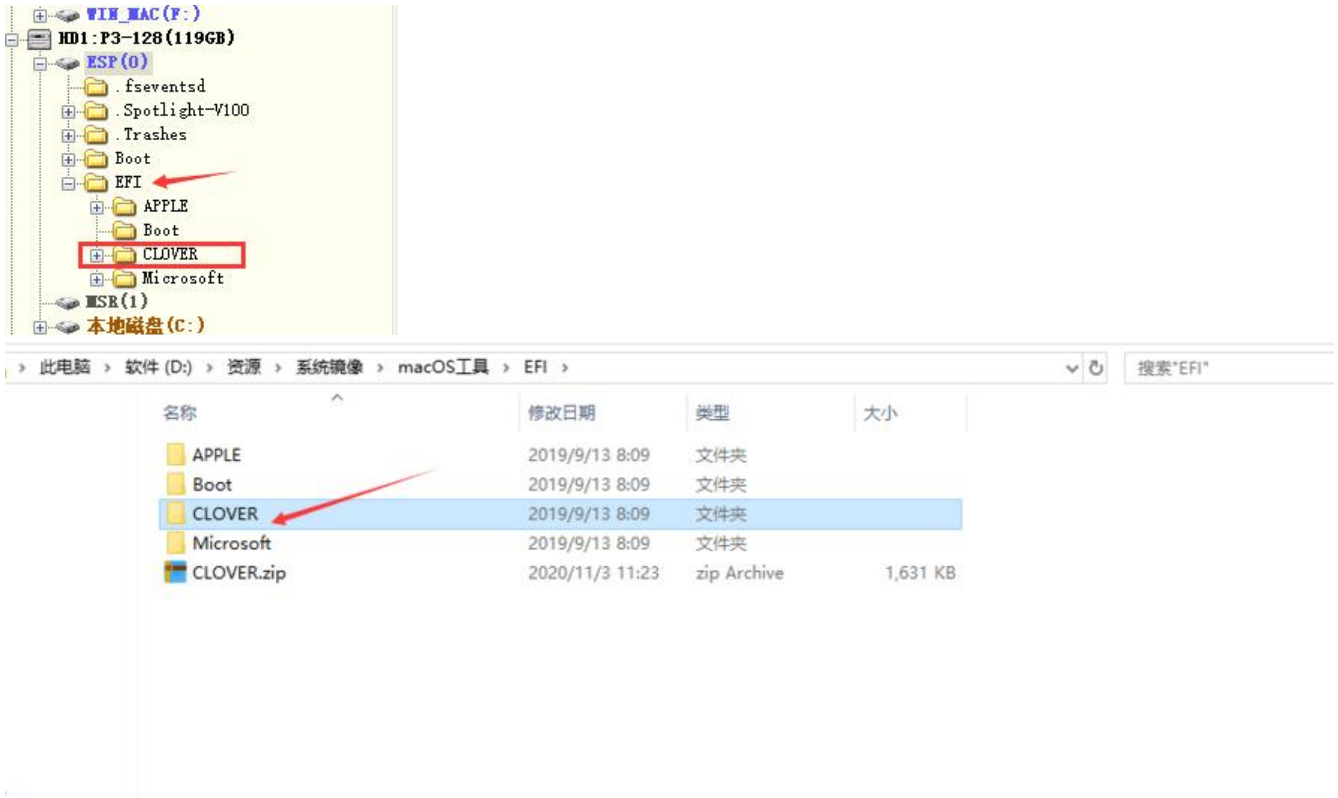 WIN_MAC(F:)
HD1:P3-128(119GB)
ESP(0)
.fseventsd
.Spotlight-V100
.Trashes
Boot
EFI
APPLE
Boot
CLOVER
Microsoft
MSR(1)
本地磁盘(C:)
› 此电脑 › 软件 (D:) › 资源 › 系统镜像 › macOS工具 › EFI › 搜索"EFI"
名称 修改日期 类型 大小
APPLE 2019/9/13 8:09 文件夹
Boot 2019/9/13 8:09 文件夹
CLOVER 2019/9/13 8:09 文件夹
Microsoft 2019/9/13 8:09 文件夹
CLOVER.zip 2020/11/3 11:23 zip Archive 1,631 KB